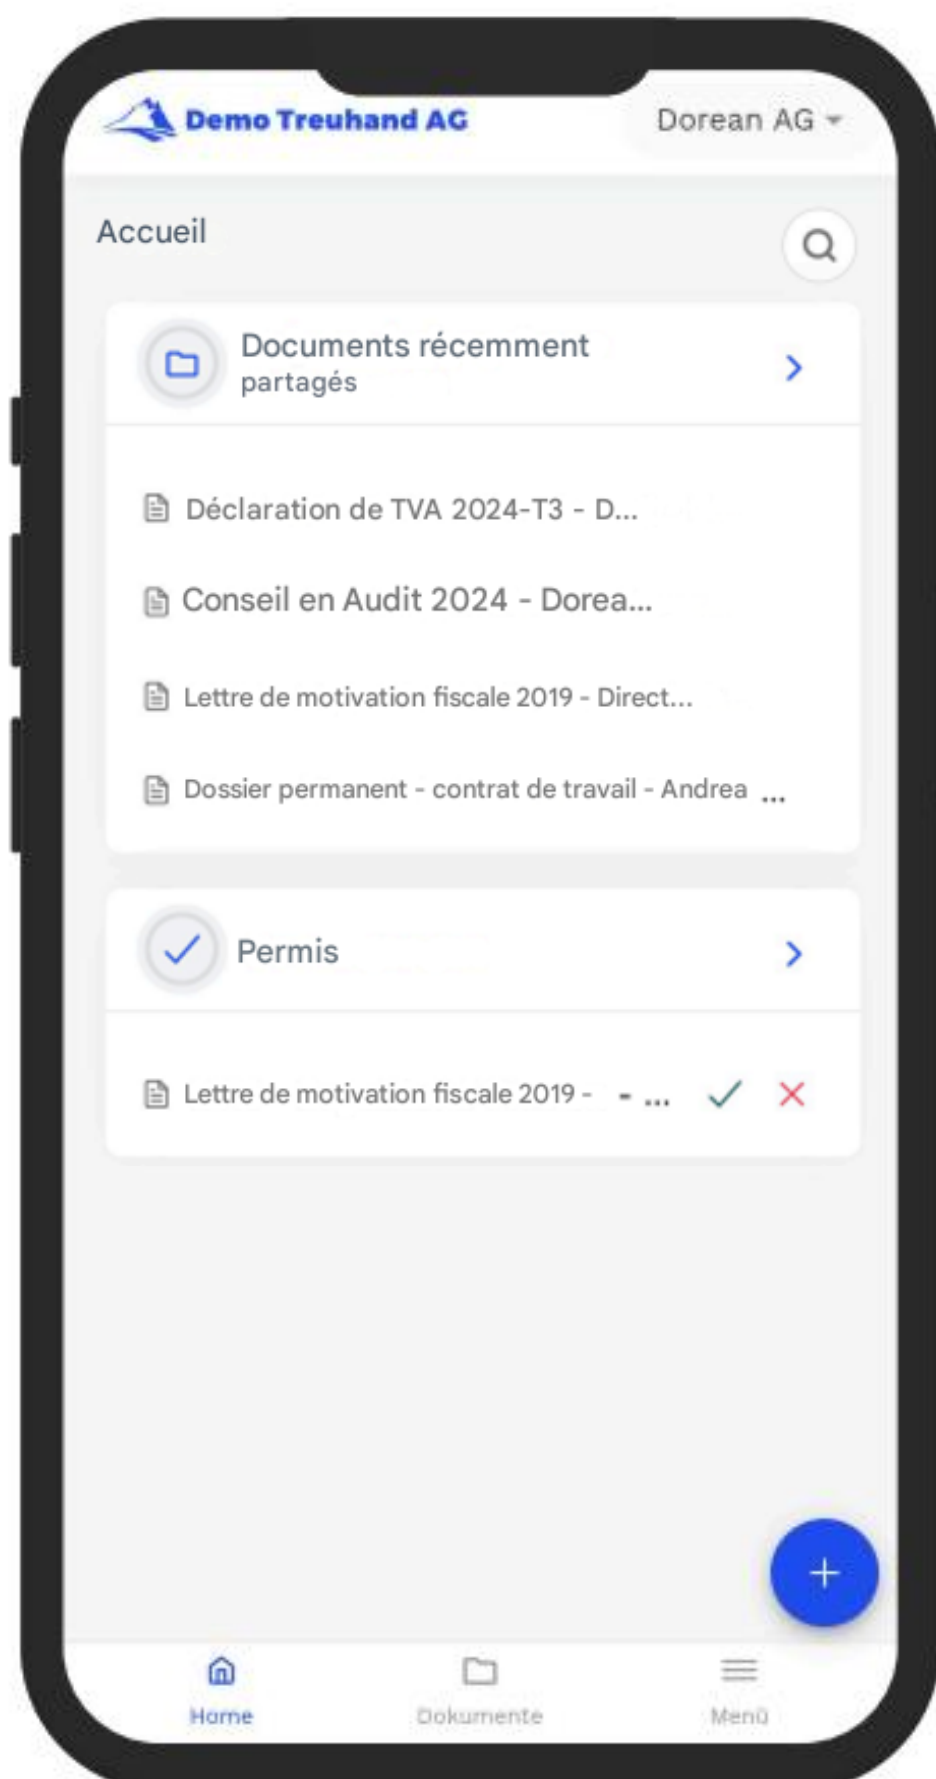 Demo Treuhand AG
Dorean AG
Accueil
Documents récemment
partagés
Déclaration de TVA 2024-T3 - D...
Conseil en Audit 2024 - Dorea...
Lettre de motivation fiscale 2019 - Direct...
Dossier permanent - contrat de travail - Andrea ...
Permis
Lettre de motivation fiscale 2019 - - ...
Home
Dokumente
Menü